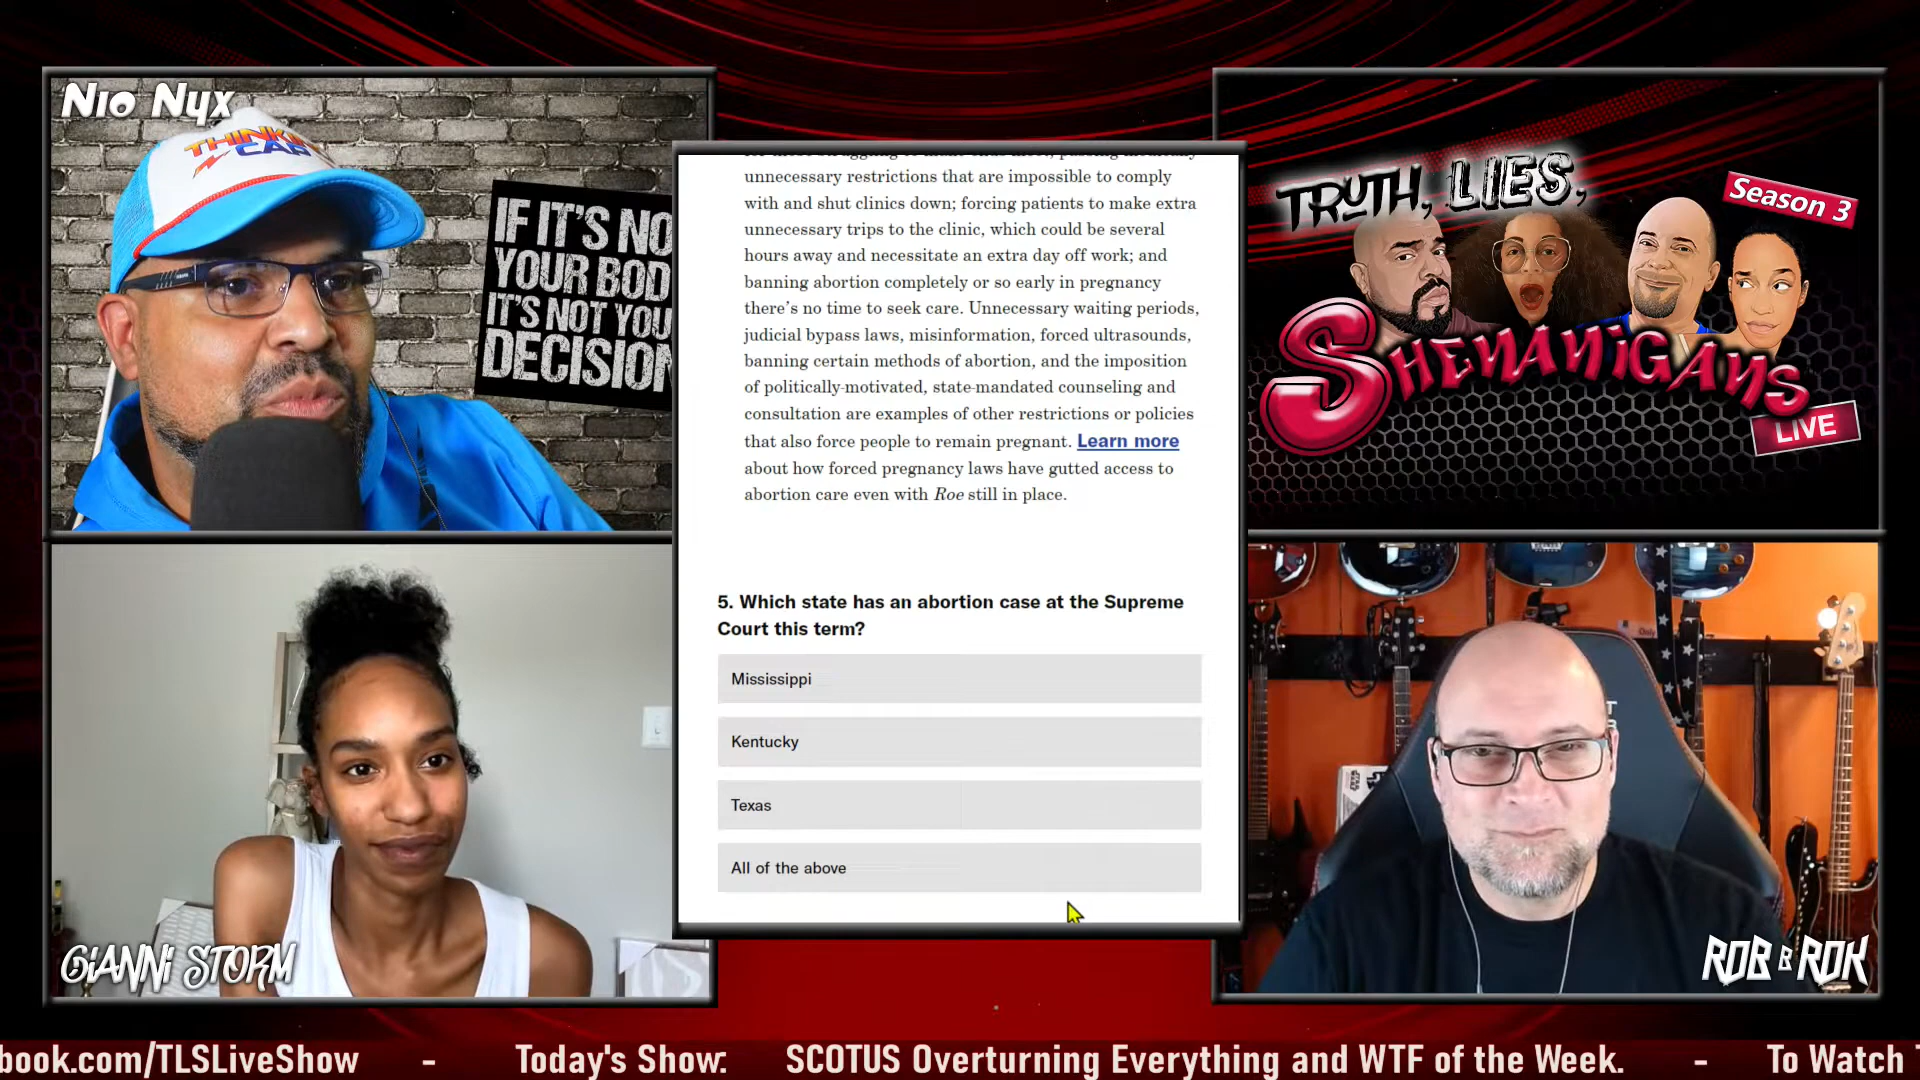 Nio Nyx
THINKING
CAP
IF IT'S NO
YOUR BOD
IT'S NOT YOU
DECISION
unnecessary restrictions that are impossible to comply
with and shut clinics down; forcing patients to make extra
unnecessary trips to the clinic, which could be several
hours away and necessitate an extra day off work; and
banning abortion completely or so early in pregnancy
there's no time to seek care. Unnecessary waiting periods,
judicial bypass laws, misinformation, forced ultrasounds,
banning certain methods of abortion, and the imposition
of politically-motivated, state-mandated counseling and
consultation are examples of other restrictions or policies
that also force people to remain pregnant. Learn more
about how forced pregnancy laws have gutted access to
abortion care even with Roe still in place.
5. Which state has an abortion case at the Supreme
Court this term?
Mississippi
Kentucky
Texas
All of the above
TRUTH, LIES,
Season 3
SHENANIGANS
LIVE
GIANNI STORM
ROB B ROK
book.com/TLSLiveShow - Today's Show: SCOTUS Overturning Everything and WTF of the Week. - To Watch T